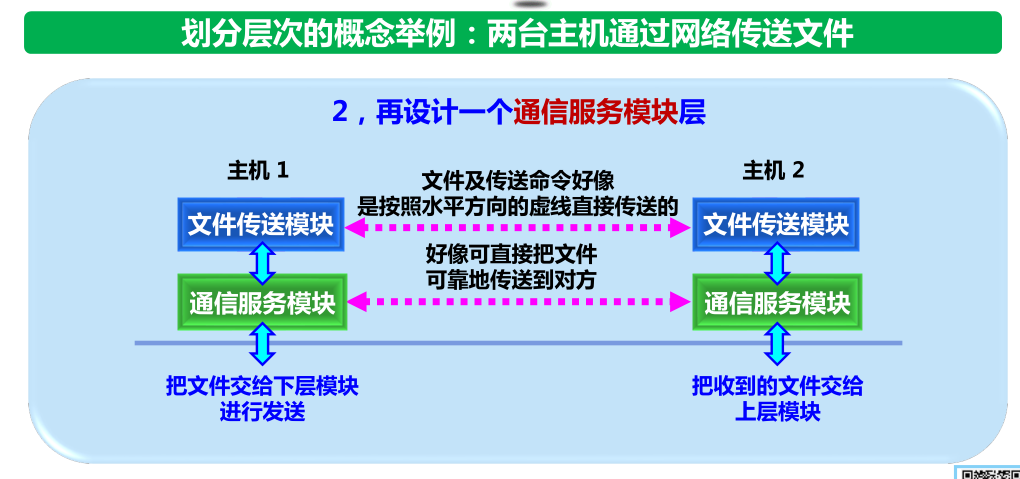 划分层次的概念举例：两台主机通过网络传送文件
2，再设计一个通信服务模块层
主机 1
主机 2
文件及传送命令好像
是按照水平方向的虚线直接传送的
文件传送模块
文件传送模块
好像可直接把文件
可靠地传送到对方
通信服务模块
通信服务模块
把文件交给下层模块
进行发送
把收到的文件交给
上层模块